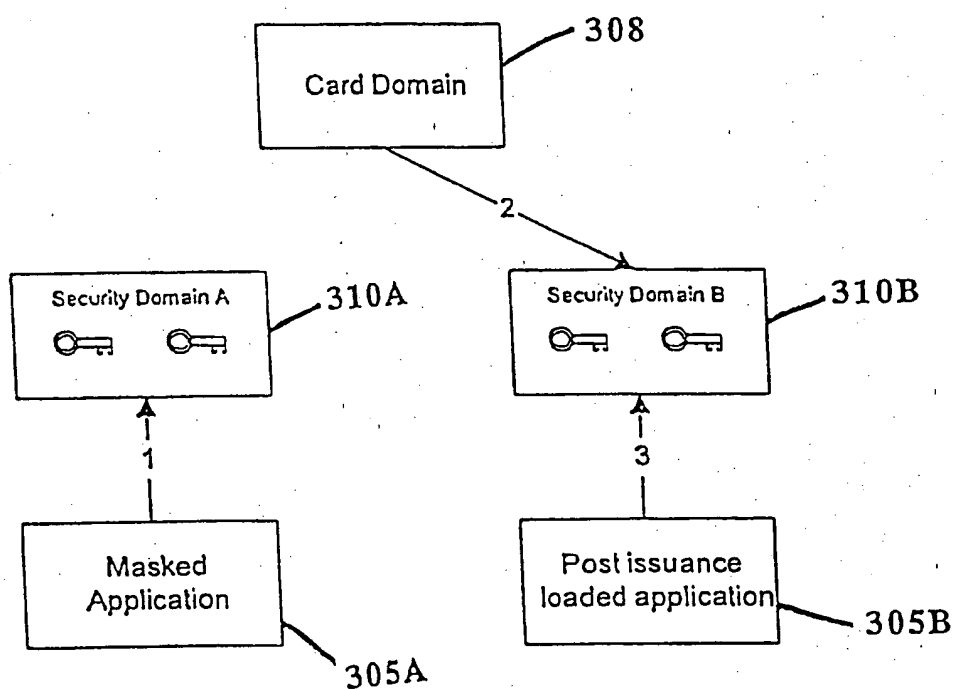 308
Card Domain
2
Security Domain A
310A
Security Domain B
310B
1
3
Masked
Application
305A
Post issuance
loaded application
305B